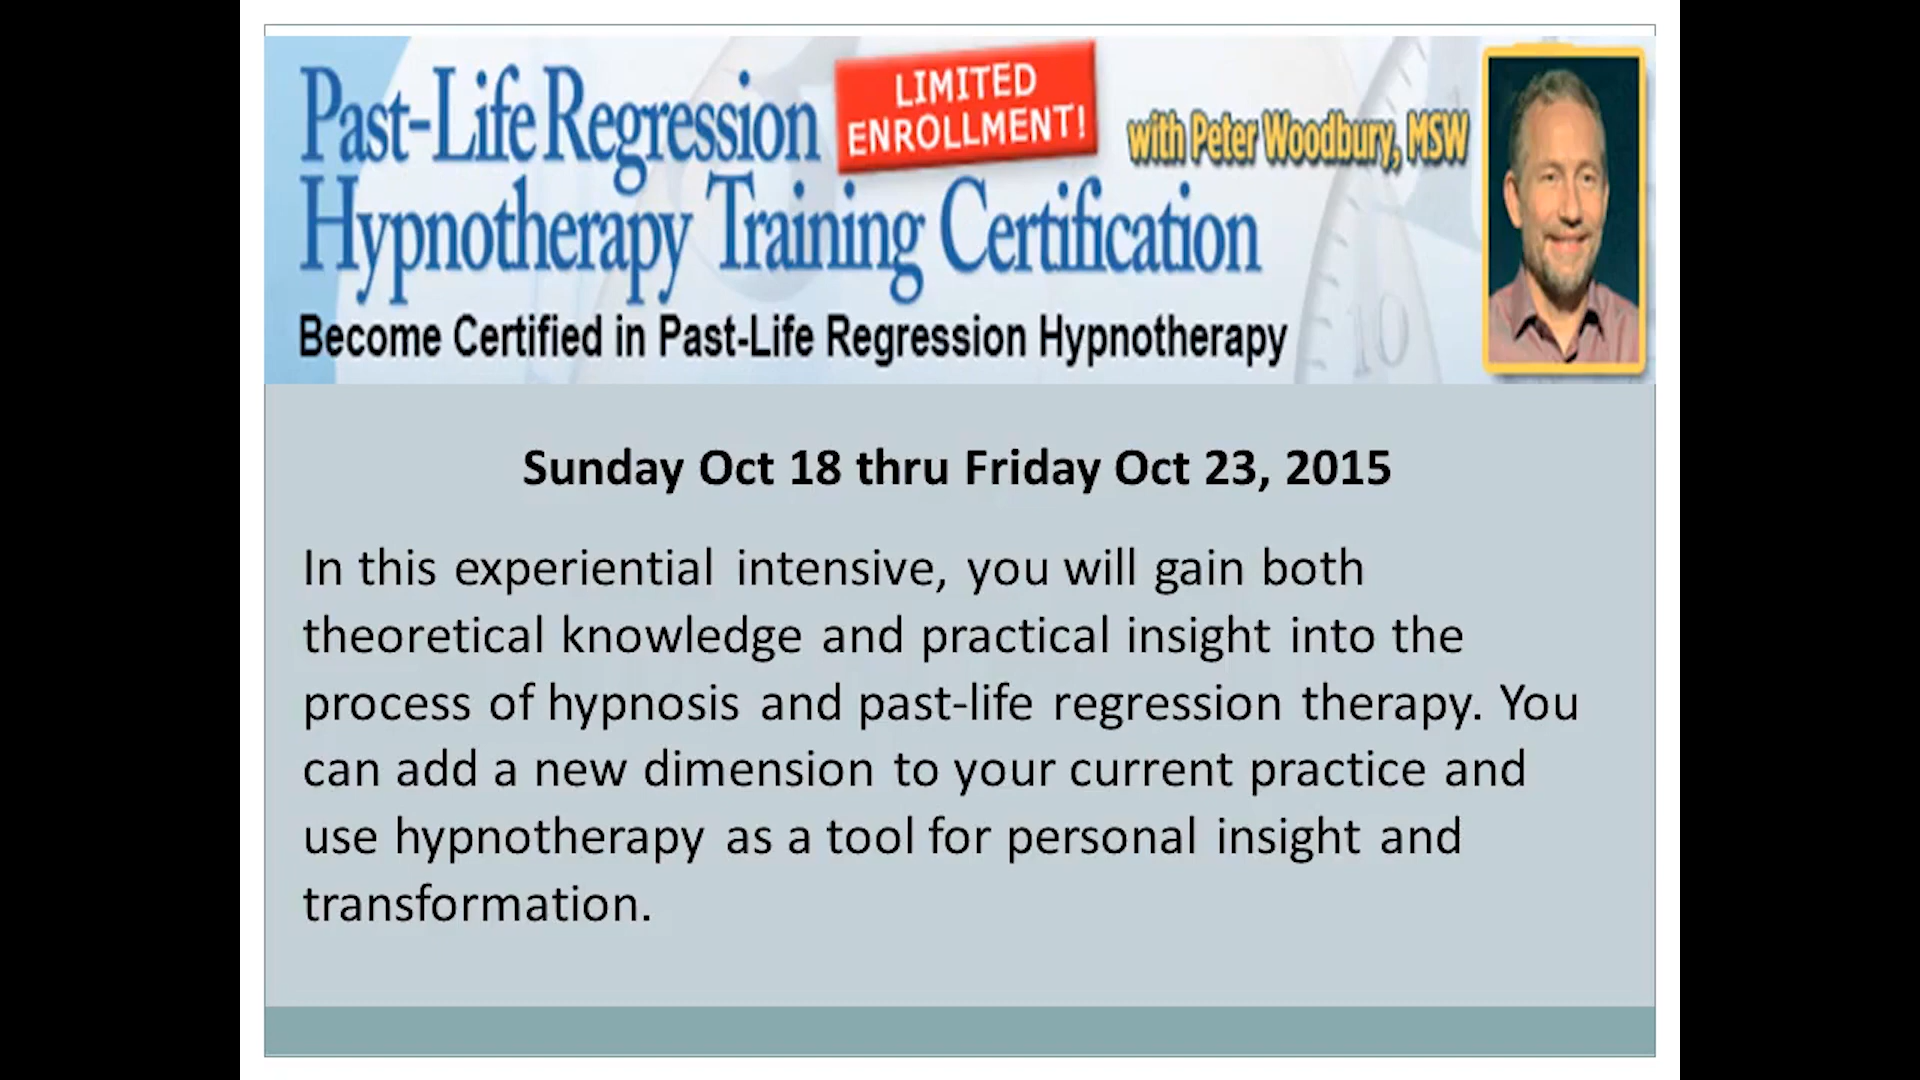 Past-Life Regression
LIMITED
ENROLLMENT!
with Peter Woodbury, MSW
Hypnotherapy Training Certification
Become Certified in Past-Life Regression Hypnotherapy
10
Sunday Oct 18 thru Friday Oct 23, 2015
In this experiential intensive, you will gain both
theoretical knowledge and practical insight into the
process of hypnosis and past-life regression therapy. You
can add a new dimension to your current practice and
use hypnotherapy as a tool for personal insight and
transformation.